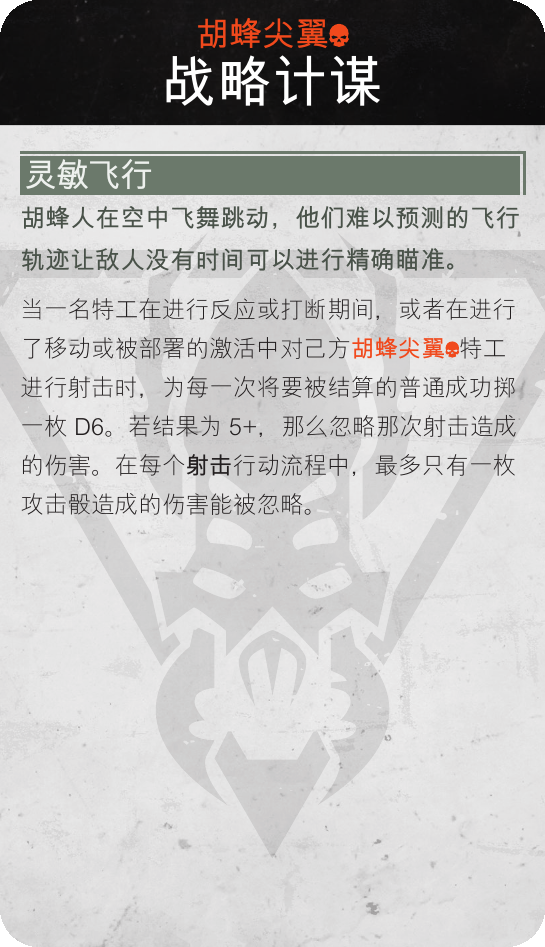 胡蜂尖翼
战略计谋
灵敏飞行
胡蜂人在空中飞舞跳动，他们难以预测的飞行
轨迹让敌人没有时间可以进行精确瞄准。
当一名特工在进行反应或打断期间，或者在进行
了移动或被部署的激活中对己方胡蜂尖翼特工
进行射击时，为每一次将要被结算的普通成功掷
一枚 D6。若结果为 5+，那么忽略那次射击造成
的伤害。在每个射击行动流程中，最多只有一枚
攻击骰造成的伤害能被忽略。